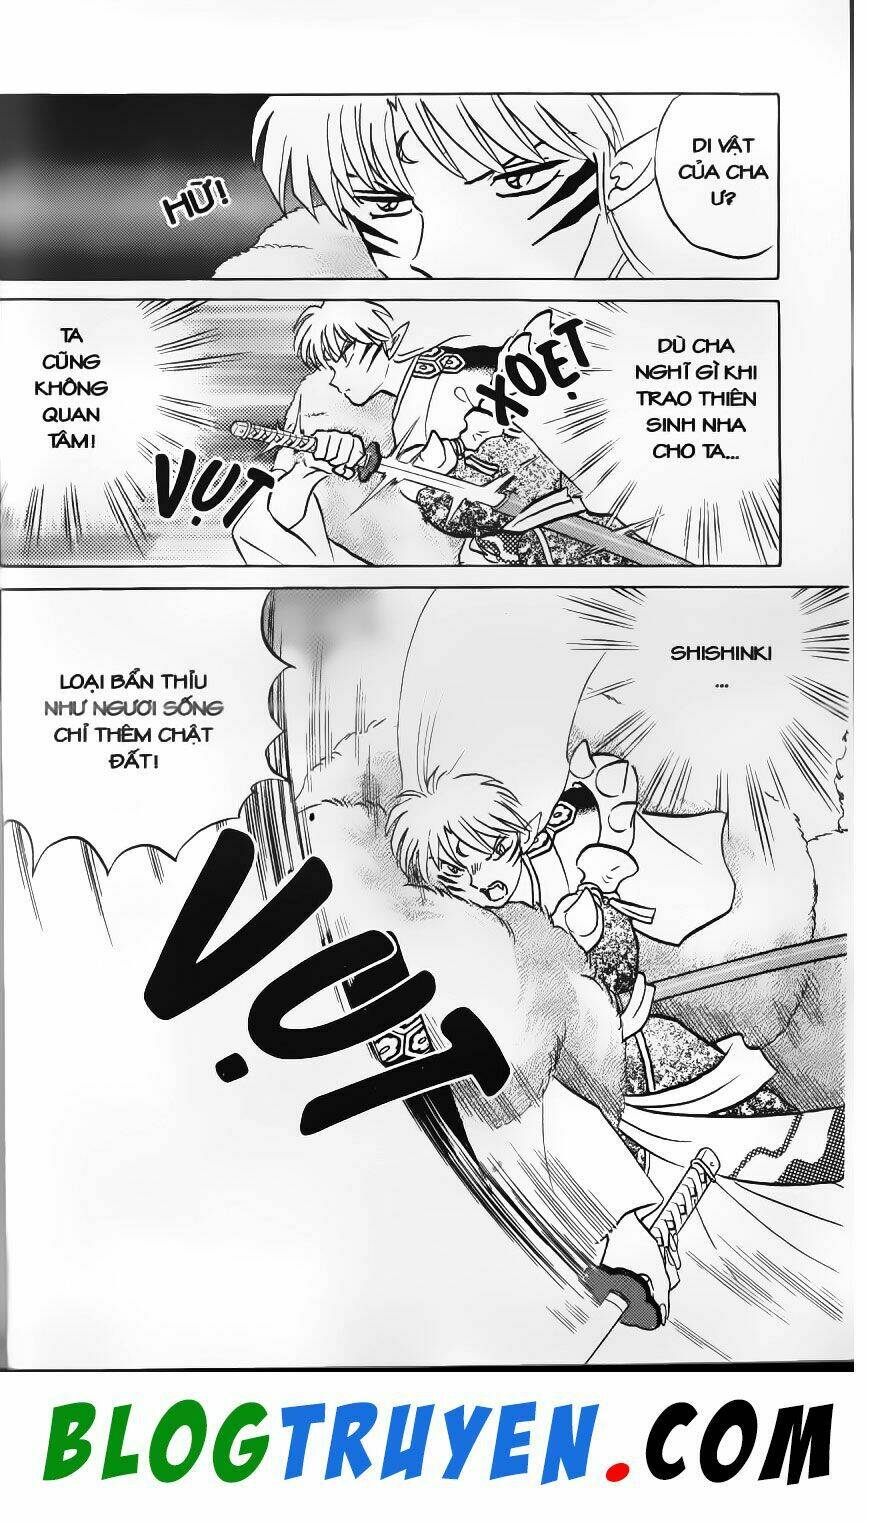 DI VẬT
CỦA CHA
Ư?
HỪ!
DÙ CHA
NGHĨ GÌ KHI
TRAO THIÊN
SINH NHA
CHO TA...
XOẸT
TA
CŨNG
KHÔNG
QUAN
TÂM!
VỤT
SHISHINKI
...
LOẠI BẨN THỈU
NHƯ NGƯƠI SỐNG
CHỈ THÊM CHẬT
ĐẤT!
VỤT
BLOGTRUYEN.COM